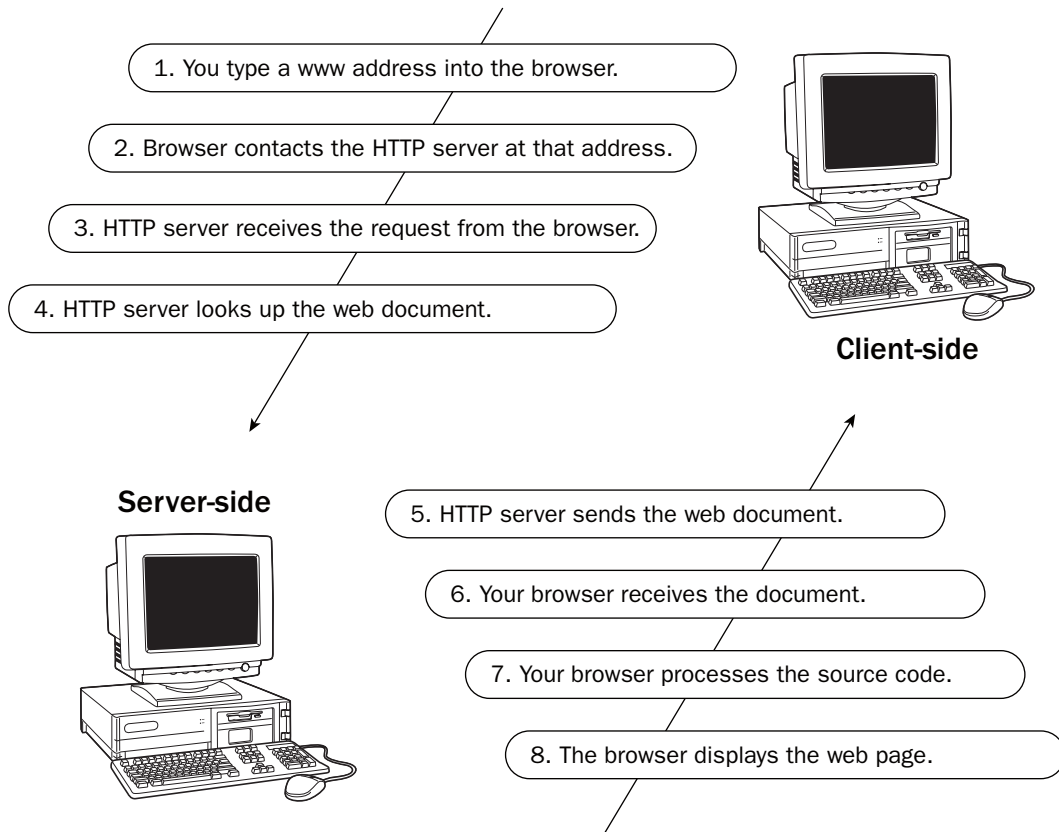 1. You type a www address into the browser.
2. Browser contacts the HTTP server at that address.
3. HTTP server receives the request from the browser.
4. HTTP server looks up the web document.
Client-side
Server-side
5. HTTP server sends the web document.
6. Your browser receives the document.
7. Your browser processes the source code.
8. The browser displays the web page.